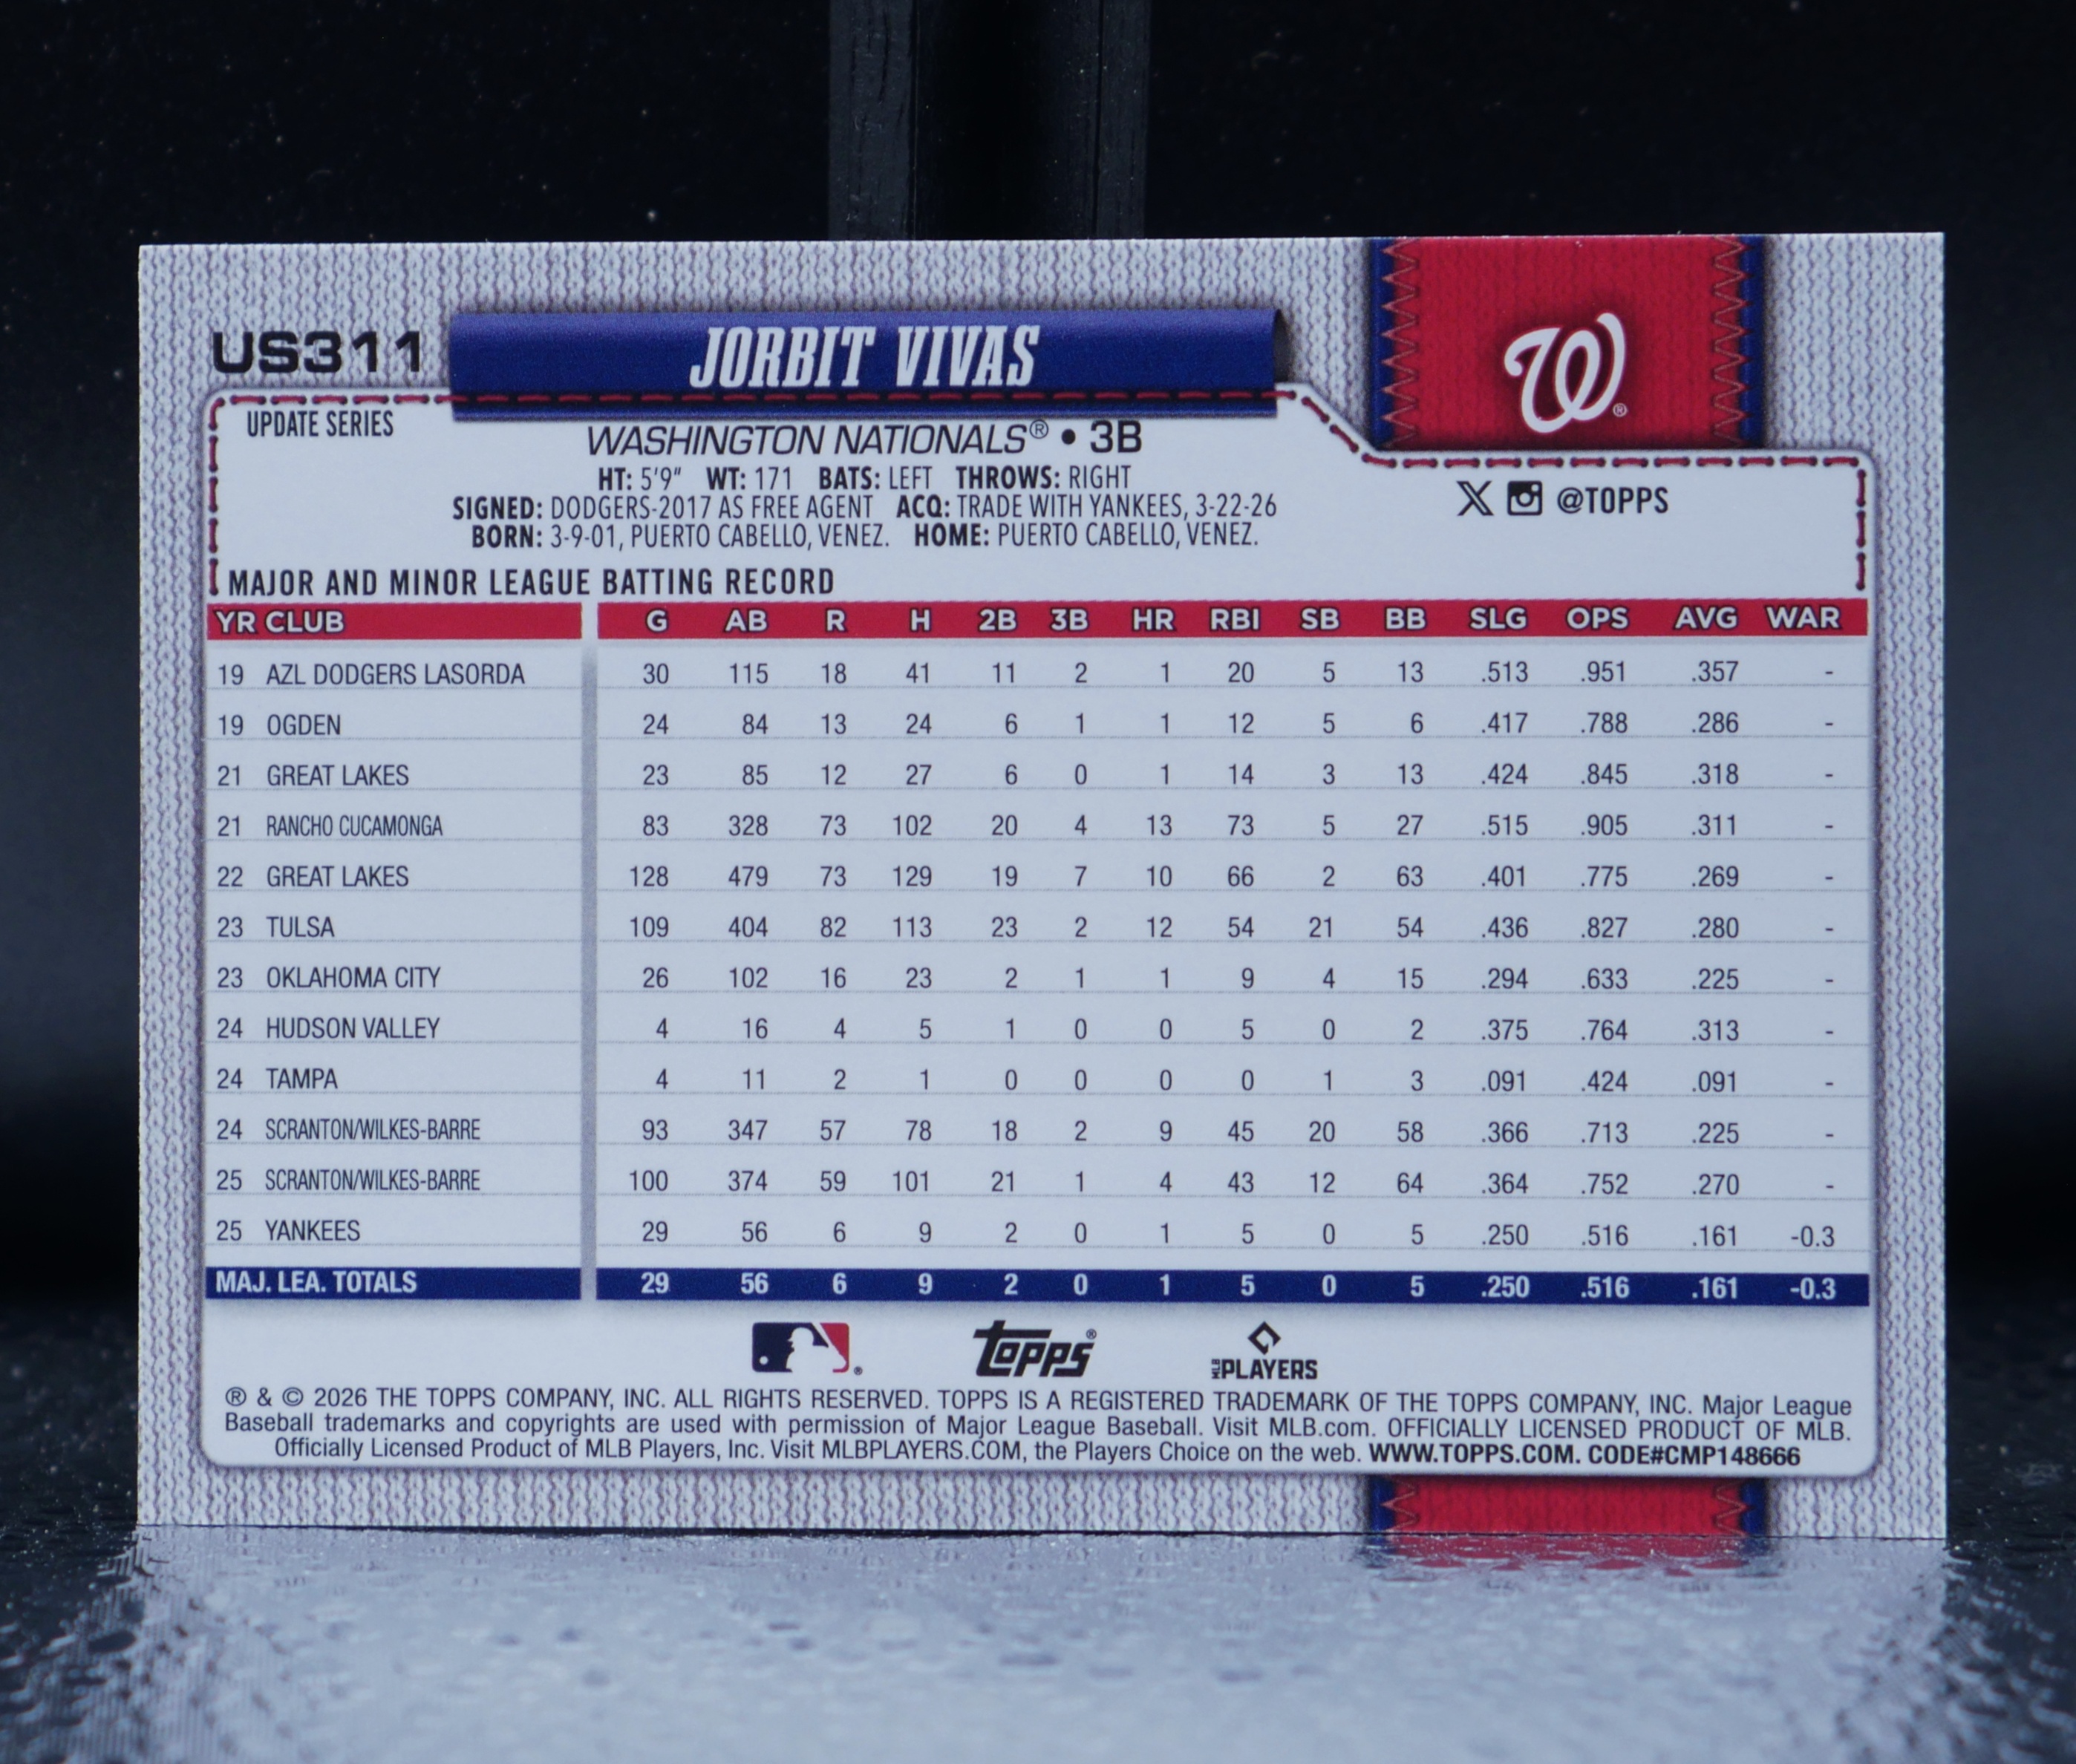 US311
JORBIT VIVAS
W®
UPDATE SERIES
WASHINGTON NATIONALS® • 3B
HT: 5'9" WT: 171 BATS: LEFT THROWS: RIGHT
SIGNED: DODGERS-2017 AS FREE AGENT ACQ: TRADE WITH YANKEES, 3-22-26
BORN: 3-9-01, PUERTO CABELLO, VENEZ. HOME: PUERTO CABELLO, VENEZ.
X @TOPPS
MAJOR AND MINOR LEAGUE BATTING RECORD
YR CLUB G AB R H 2B 3B HR RBI SB BB SLG OPS AVG WAR
19 AZL DODGERS LASORDA 30 115 18 41 11 2 1 20 5 13 .513 .951 .357 -
19 OGDEN 24 84 13 24 6 1 1 12 5 6 .417 .788 .286 -
21 GREAT LAKES 23 85 12 27 6 0 1 14 3 13 .424 .845 .318 -
21 RANCHO CUCAMONGA 83 328 73 102 20 4 13 73 5 27 .515 .905 .311 -
22 GREAT LAKES 128 479 73 129 19 7 10 66 2 63 .401 .775 .269 -
23 TULSA 109 404 82 113 23 2 12 54 21 54 .436 .827 .280 -
23 OKLAHOMA CITY 26 102 16 23 2 1 1 9 4 15 .294 .633 .225 -
24 HUDSON VALLEY 4 16 4 5 1 0 0 5 0 2 .375 .764 .313 -
24 TAMPA 4 11 2 1 0 0 0 0 1 3 .091 .424 .091 -
24 SCRANTON/WILKES-BARRE 93 347 57 78 18 2 9 45 20 58 .366 .713 .225 -
25 SCRANTON/WILKES-BARRE 100 374 59 101 21 1 4 43 12 64 .364 .752 .270 -
25 YANKEES 29 56 6 9 2 0 1 5 0 5 .250 .516 .161 -0.3
MAJ. LEA. TOTALS 29 56 6 9 2 0 1 5 0 5 .250 .516 .161 -0.3
® topps® MLB PLAYERS
® & © 2026 THE TOPPS COMPANY, INC. ALL RIGHTS RESERVED. TOPPS IS A REGISTERED TRADEMARK OF THE TOPPS COMPANY, INC. Major League
Baseball trademarks and copyrights are used with permission of Major League Baseball. Visit MLB.com. OFFICIALLY LICENSED PRODUCT OF MLB.
Officially Licensed Product of MLB Players, Inc. Visit MLBPLAYERS.COM, the Players Choice on the web. WWW.TOPPS.COM. CODE#CMP148666